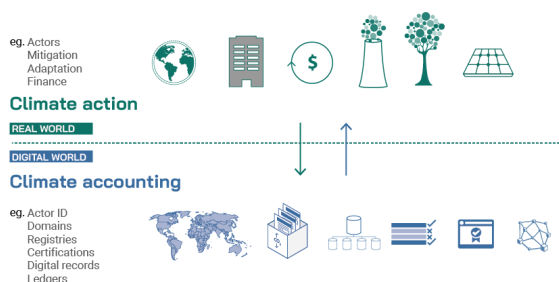 eg. Actors
Mitigation
Adaptation
Finance
$
Climate action
REAL WORLD
DIGITAL WORLD
Climate accounting
eg. Actor ID
Domains
Registries
Certifications
Digital records
Ledgers